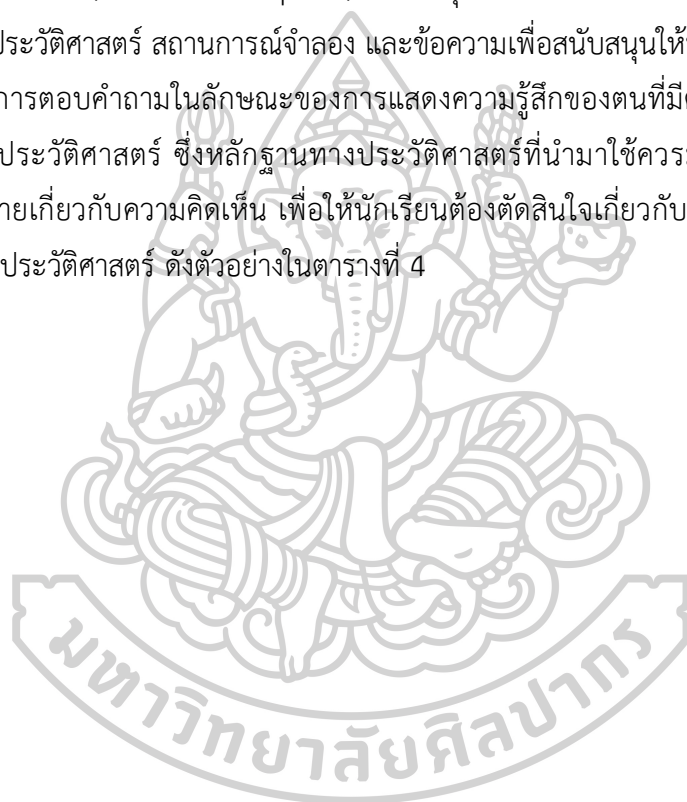 ประวัติศาสตร์ สถานการณ์จำลอง และข้อความเพื่อสนับสนุนให้
การตอบคำถามในลักษณะของการแสดงความรู้สึกของตนที่มี
ประวัติศาสตร์ ซึ่งหลักฐานทางประวัติศาสตร์ที่นำมาใช้ควร
ายเกี่ยวกับความคิดเห็น เพื่อให้นักเรียนต้องตัดสินใจเกี่ยวกับ
ประวัติศาสตร์ ดังตัวอย่างในตารางที่ 4
มหาวิทยาลัยศิลปากร